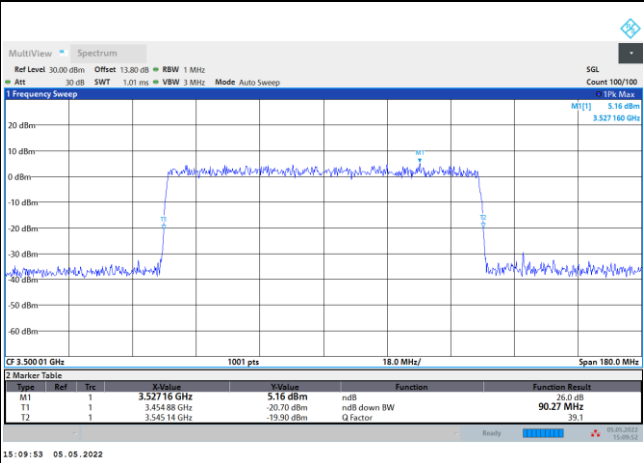 MultiView Spectrum
Ref Level 30.00 dBm Offset 13.80 dB RBW 1 MHz SGL
Att 30 dB SWT 1.01 ms VBW 3 MHz Mode Auto Sweep Count 100/100
1 Frequency Sweep 1Pk Max
M1[1] 5.16 dBm
3.527 160 GHz
20 dBm
10 dBm
M1
0 dBm
-10 dBm
T1 T2
-20 dBm
-30 dBm
-40 dBm
-50 dBm
-60 dBm
CF 3.500 01 GHz 1001 pts 18.0 MHz/ Span 180.0 MHz
2 Marker Table
Type Ref Trc X-Value Y-Value Function Function Result
M1 1 3.527 16 GHz 5.16 dBm ndB 26.0 dB
T1 1 3.454 88 GHz -20.70 dBm ndB down BW 90.27 MHz
T2 1 3.545 14 GHz -19.90 dBm Q Factor 39.1
Ready 05.05.2022
15:09:52
15:09:53 05.05.2022